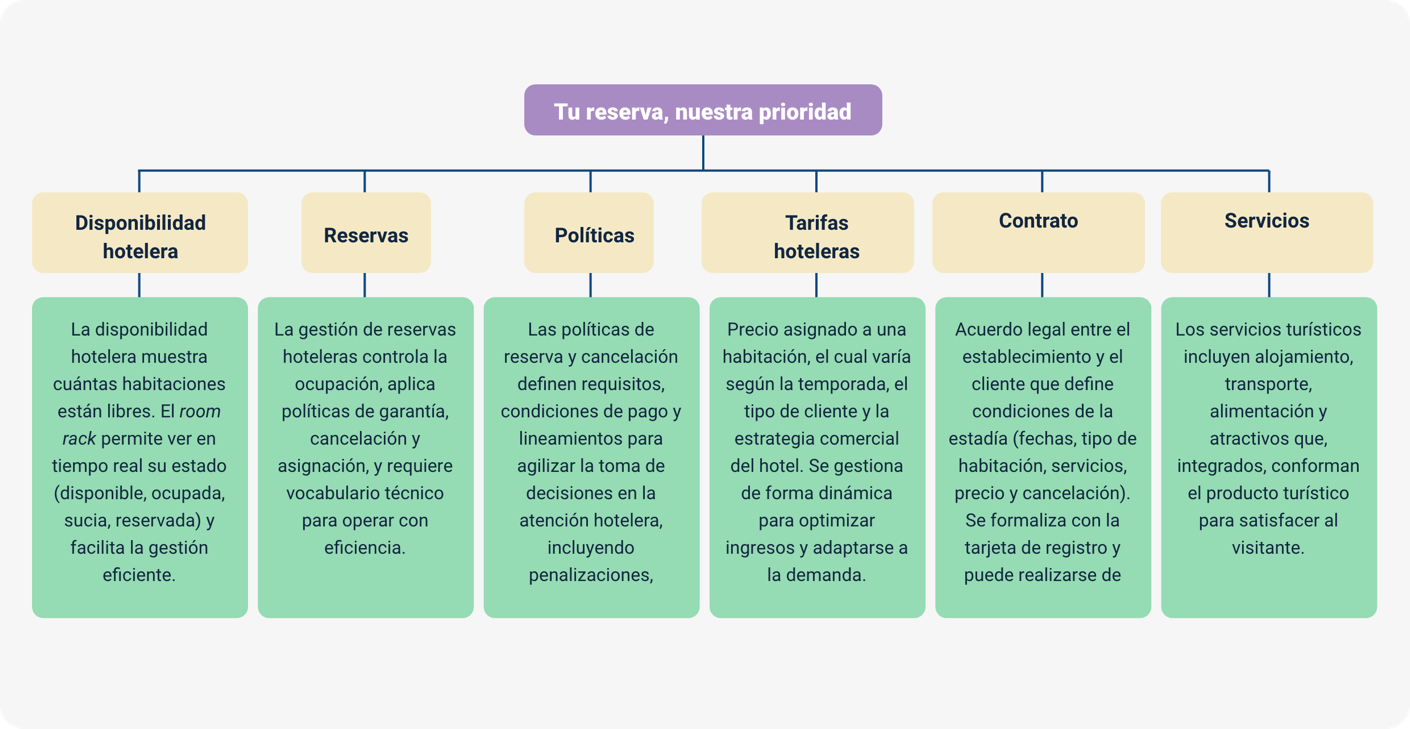 Tu reserva, nuestra prioridad
Disponibilidad
hotelera
Reservas
Políticas
Tarifas
hoteleras
Contrato
Servicios
La disponibilidad
hotelera muestra
cuántas habitaciones
están libres. El room
rack permite ver en
tiempo real su estado
(disponible, ocupada,
sucia, reservada) y
facilita la gestión
eficiente.
La gestión de reservas
hoteleras controla la
ocupación, aplica
políticas de garantía,
cancelación y
asignación, y requiere
vocabulario técnico
para operar con
eficiencia.
Las políticas de
reserva y cancelación
definen requisitos,
condiciones de pago y
lineamientos para
agilizar la toma de
decisiones en la
atención hotelera,
incluyendo
penalizaciones,
Precio asignado a una
habitación, el cual varía
según la temporada, el
tipo de cliente y la
estrategia comercial
del hotel. Se gestiona
de forma dinámica
para optimizar
ingresos y adaptarse a
la demanda.
Acuerdo legal entre el
establecimiento y el
cliente que define
condiciones de la
estadía (fechas, tipo de
habitación, servicios,
precio y cancelación).
Se formaliza con la
tarjeta de registro y
puede realizarse de
Los servicios turísticos
incluyen alojamiento,
transporte,
alimentación y
atractivos que,
integrados, conforman
el producto turístico
para satisfacer al
visitante.